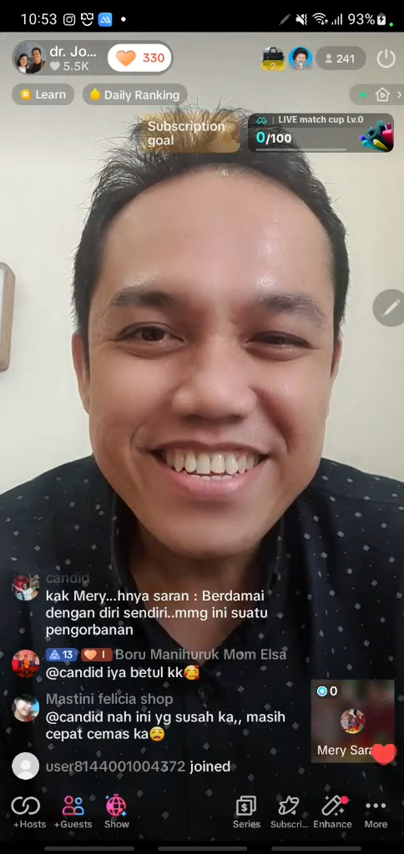 10:53
93%
dr. Jo...
5.5K
330
241
Learn
Daily Ranking
Subscription
goal
LIVE match cup Lv.0
0/100
candid
kak Mery...hnya saran : Berdamai
dengan diri sendiri..mmg ini suatu
pengorbanan
13 I Boru Manihuruk Mom Elsa
@candid iya betul kk🥰
Mastini felicia shop
@candid nah ini yg susah ka,, masih
cepat cemas ka😧
0
Mery Sara
user8144001004372 joined
+Hosts
+Guests
Show
Series
Subscri...
Enhance
More